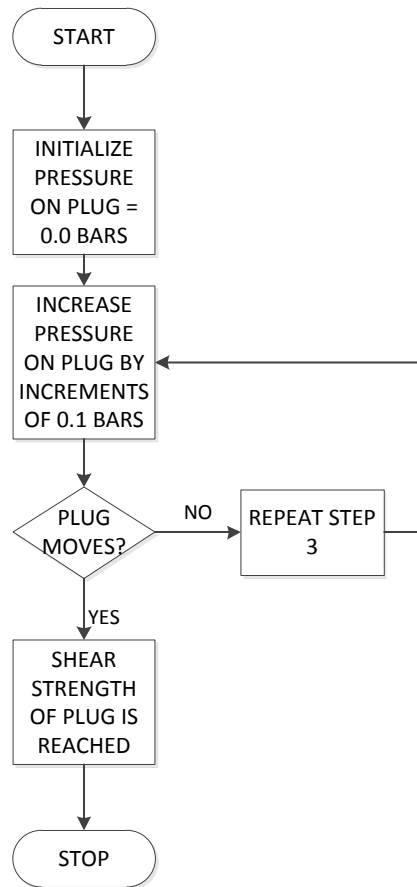 START
INITIALIZE
PRESSURE
ON PLUG =
0.0 BARS
INCREASE
PRESSURE
ON PLUG BY
INCREMENTS
OF 0.1 BARS
PLUG
MOVES?
NO
REPEAT STEP
3
YES
SHEAR
STRENGTH
OF PLUG IS
REACHED
STOP